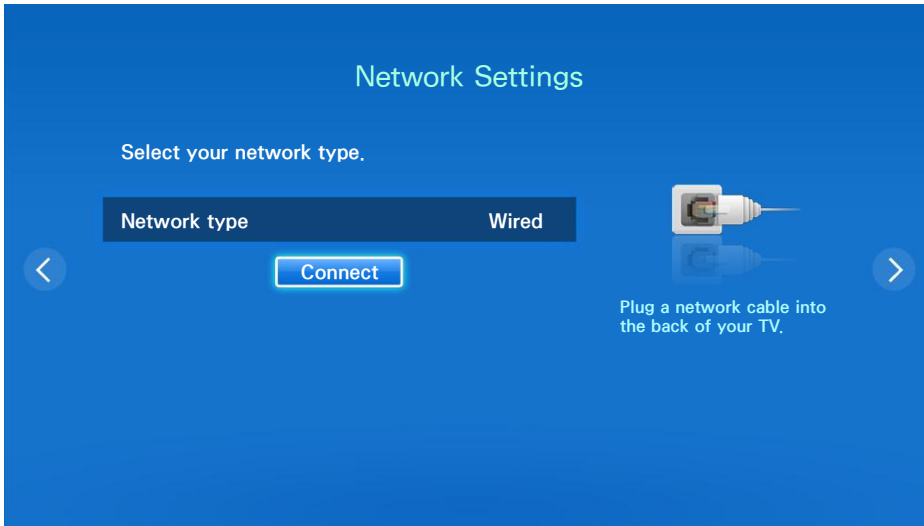 Network Settings
Select your network type.
Network type Wired
Connect
Plug a network cable into
the back of your TV.